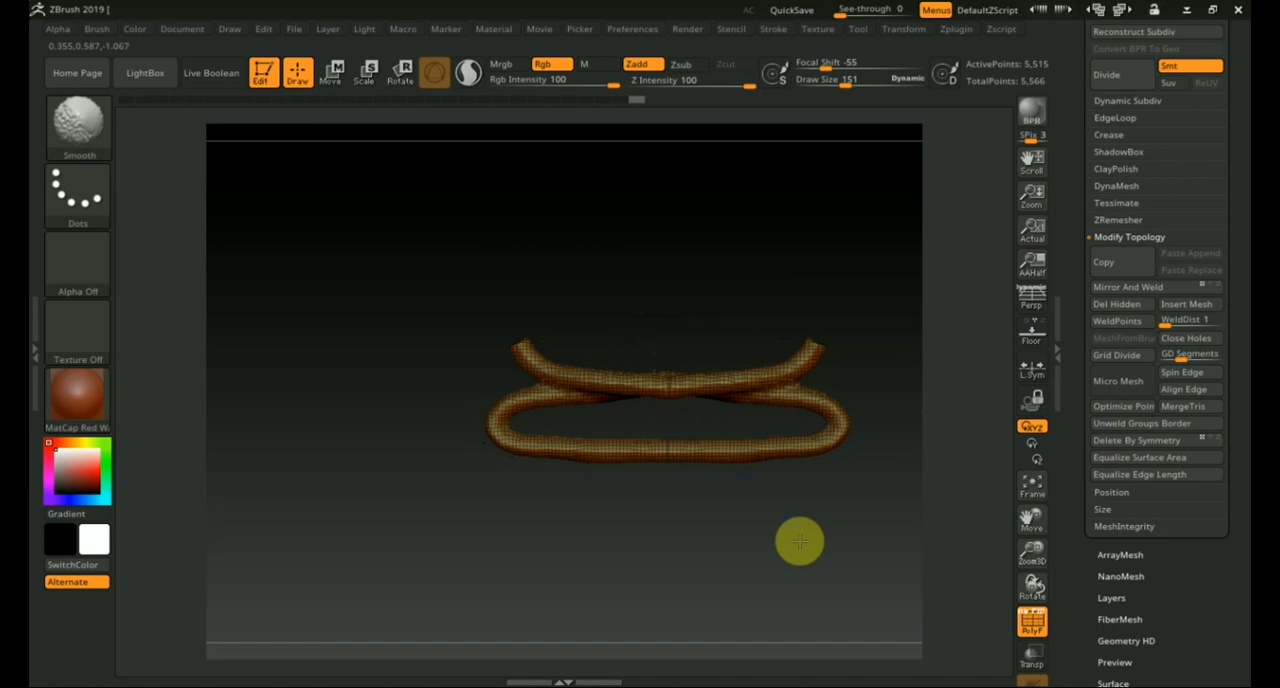 ZBrush 2019 [
AC QuickSave See-through 0 Menus DefaultZScript
Alpha Brush Color Document Draw Edit File Layer Light Macro Marker Material Movie Picker Preferences Render Stencil Stroke Texture Tool Transform Zplugin Zscript
0.355,0.587,-1.067
Home Page LightBox Live Boolean Edit Draw Move Scale Rotate
Mrgb Rgb M Zadd Zsub Zcut
Rgb Intensity 100 Z Intensity 100
Focal Shift -55
Draw Size 151 Dynamic
ActivePoints: 5,515
TotalPoints: 5,566
Smooth
Dots
Alpha Off
Texture Off
MatCap Red W
Gradient
SwitchColor
Alternate
BPR
SPix 3
Scroll
Zoom
Actual
AAHalf
Dynamic
Persp
Floor
L.Sym
Frame
Move
Zoom3D
Rotate
PolyF
Transp
Reconstruct Subdiv
Convert BPR To Geo
Divide Smt
Suv ReUV
Dynamic Subdiv
EdgeLoop
Crease
ShadowBox
ClayPolish
DynaMesh
Tessimate
ZRemesher
Modify Topology
Copy Paste Append
Paste Replace
Mirror And Weld
Del Hidden Insert Mesh
WeldPoints WeldDist 1
MeshFromBru Close Holes
Grid Divide GD Segments
Micro Mesh Spin Edge
Align Edge
Optimize Poin MergeTris
Unweld Groups Border
Delete By Symmetry
Equalize Surface Area
Equalize Edge Length
Position
Size
MeshIntegrity
ArrayMesh
NanoMesh
Layers
FiberMesh
Geometry HD
Preview
Surface